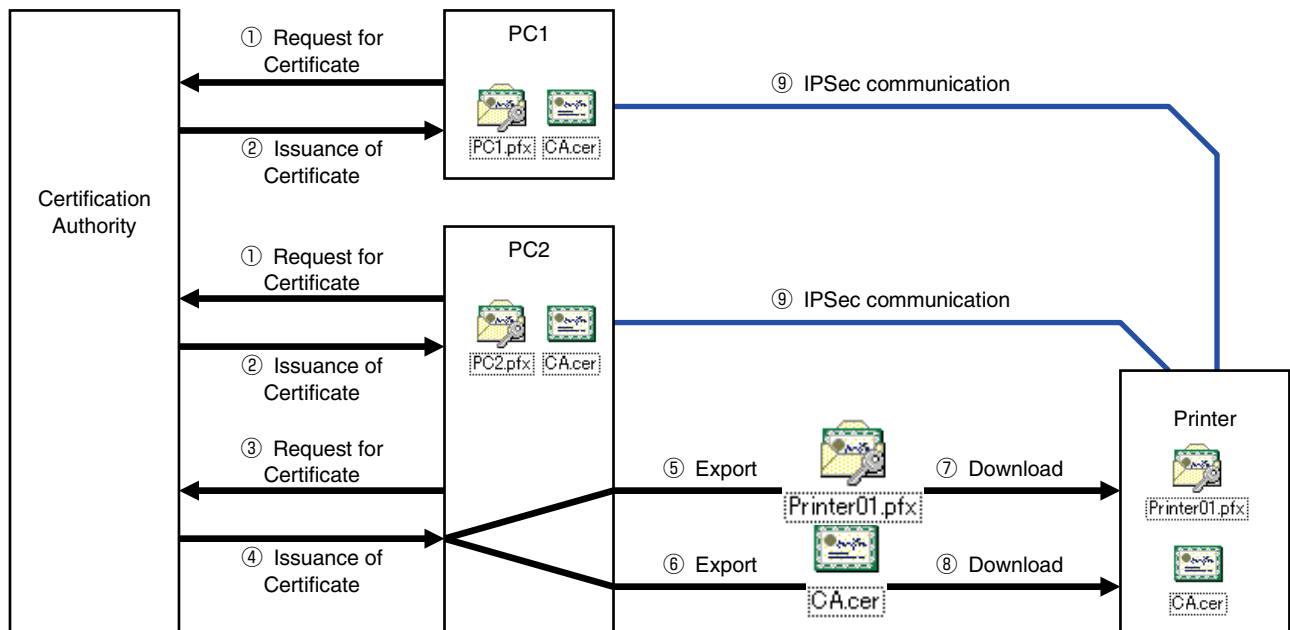 Certification
Authority
① Request for
Certificate
② Issuance of
Certificate
① Request for
Certificate
② Issuance of
Certificate
③ Request for
Certificate
④ Issuance of
Certificate
PC1
PC1.pfx
CA.cer
PC2
PC2.pfx
CA.cer
⑨ IPSec communication
⑨ IPSec communication
⑤ Export
Printer01.pfx
⑦ Download
⑥ Export
CA.cer
⑧ Download
Printer
Printer01.pfx
CA.cer